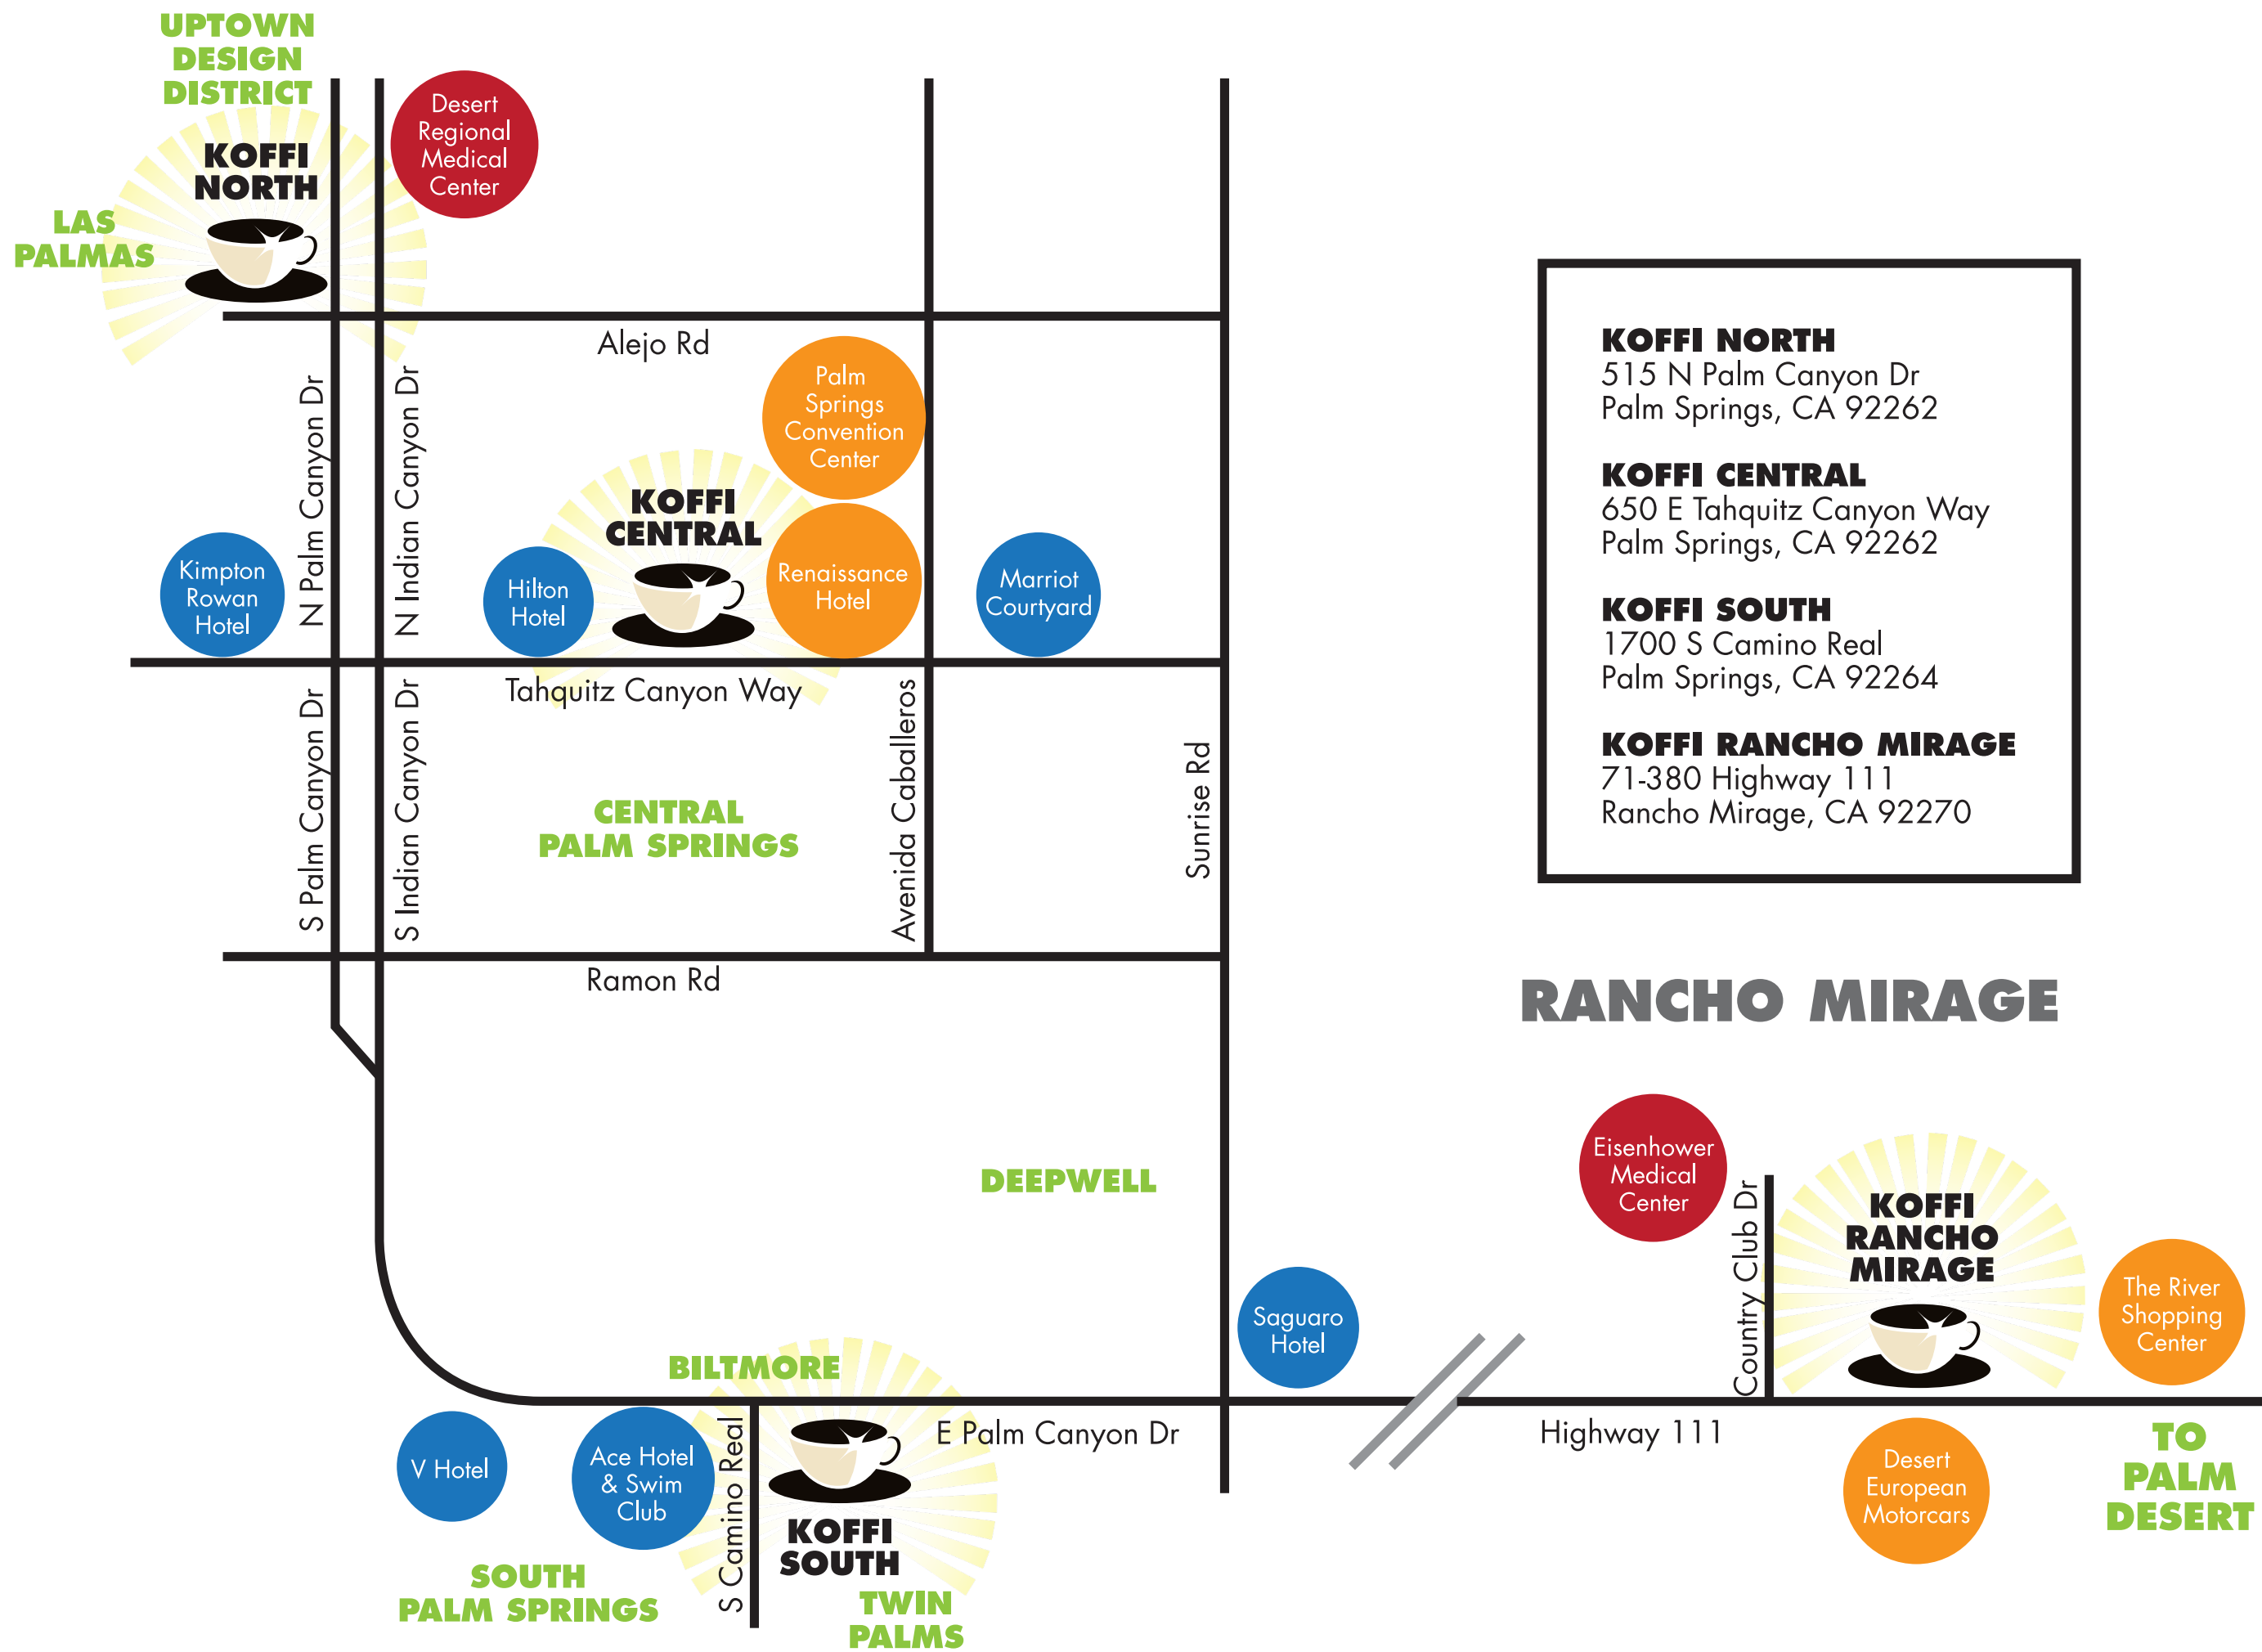 UPTOWN
DESIGN
DISTRICT
KOFFI
NORTH
LAS
PALMAS
Desert
Regional
Medical
Center
Alejo Rd
N Palm Canyon Dr
N Indian Canyon Dr
Palm
Springs
Convention
Center
KOFFI
CENTRAL
Kimpton
Rowan
Hotel
Hilton
Hotel
Renaissance
Hotel
Marriot
Courtyard
Tahquitz Canyon Way
S Palm Canyon Dr
S Indian Canyon Dr
Avenida Caballeros
Sunrise Rd
CENTRAL
PALM SPRINGS
Ramon Rd
KOFFI NORTH
515 N Palm Canyon Dr
Palm Springs, CA 92262
KOFFI CENTRAL
650 E Tahquitz Canyon Way
Palm Springs, CA 92262
KOFFI SOUTH
1700 S Camino Real
Palm Springs, CA 92264
KOFFI RANCHO MIRAGE
71-380 Highway 111
Rancho Mirage, CA 92270
RANCHO MIRAGE
DEEPWELL
Eisenhower
Medical
Center
Country Club Dr
KOFFI
RANCHO
MIRAGE
The River
Shopping
Center
Saguaro
Hotel
BILTMORE
V Hotel
Ace Hotel
& Swim
Club
S Camino Real
E Palm Canyon Dr
KOFFI
SOUTH
SOUTH
PALM SPRINGS
TWIN
PALMS
Highway 111
Desert
European
Motorcars
TO
PALM
DESERT